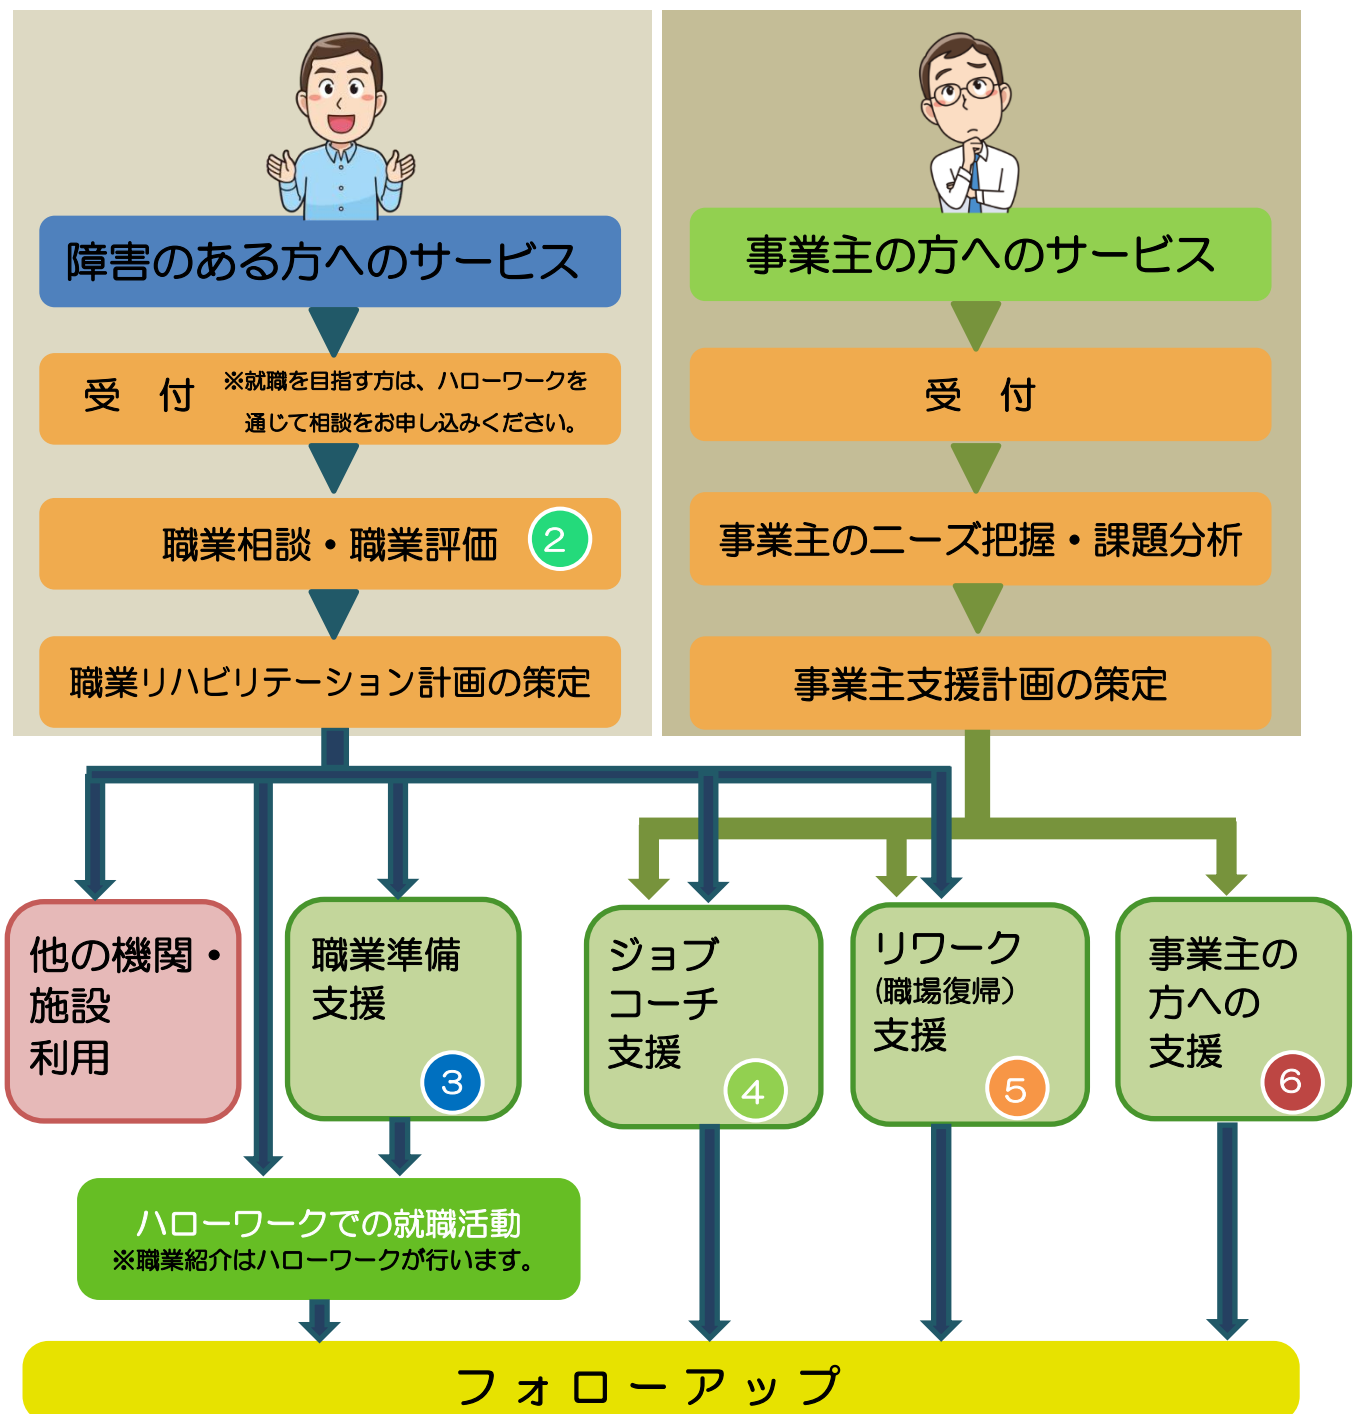 障害のある方へのサービス
受　付
※就職を目指す方は、ハローワークを
通じて相談をお申し込みください。
職業相談・職業評価
2
職業リハビリテーション計画の策定
事業主の方へのサービス
受　付
事業主のニーズ把握・課題分析
事業主支援計画の策定
他の機関・
施設
利用
職業準備
支援
3
ジョブ
コーチ
支援
4
リワーク
(職場復帰）
支援
5
事業主の
方への
支援
6
ハローワークでの就職活動
※職業紹介はハローワークが行います。
フォローアップ